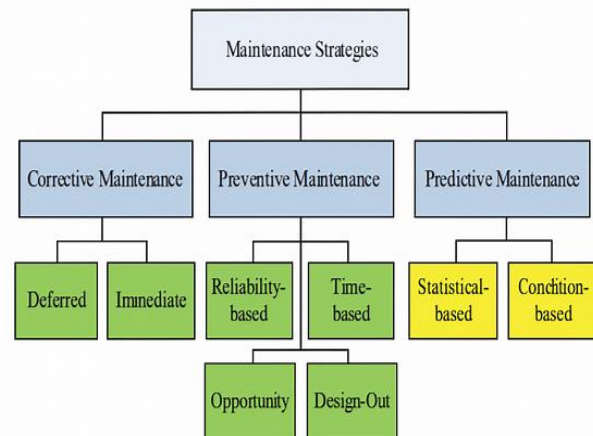 Maintenance Strategies
Corrective Maintenance
Preventive Maintenance
Predictive Maintenance
Deferred
Immediate
Reliability-
based
Time-
based
Statistical-
based
Condition-
based
Opportunity
Design-Out